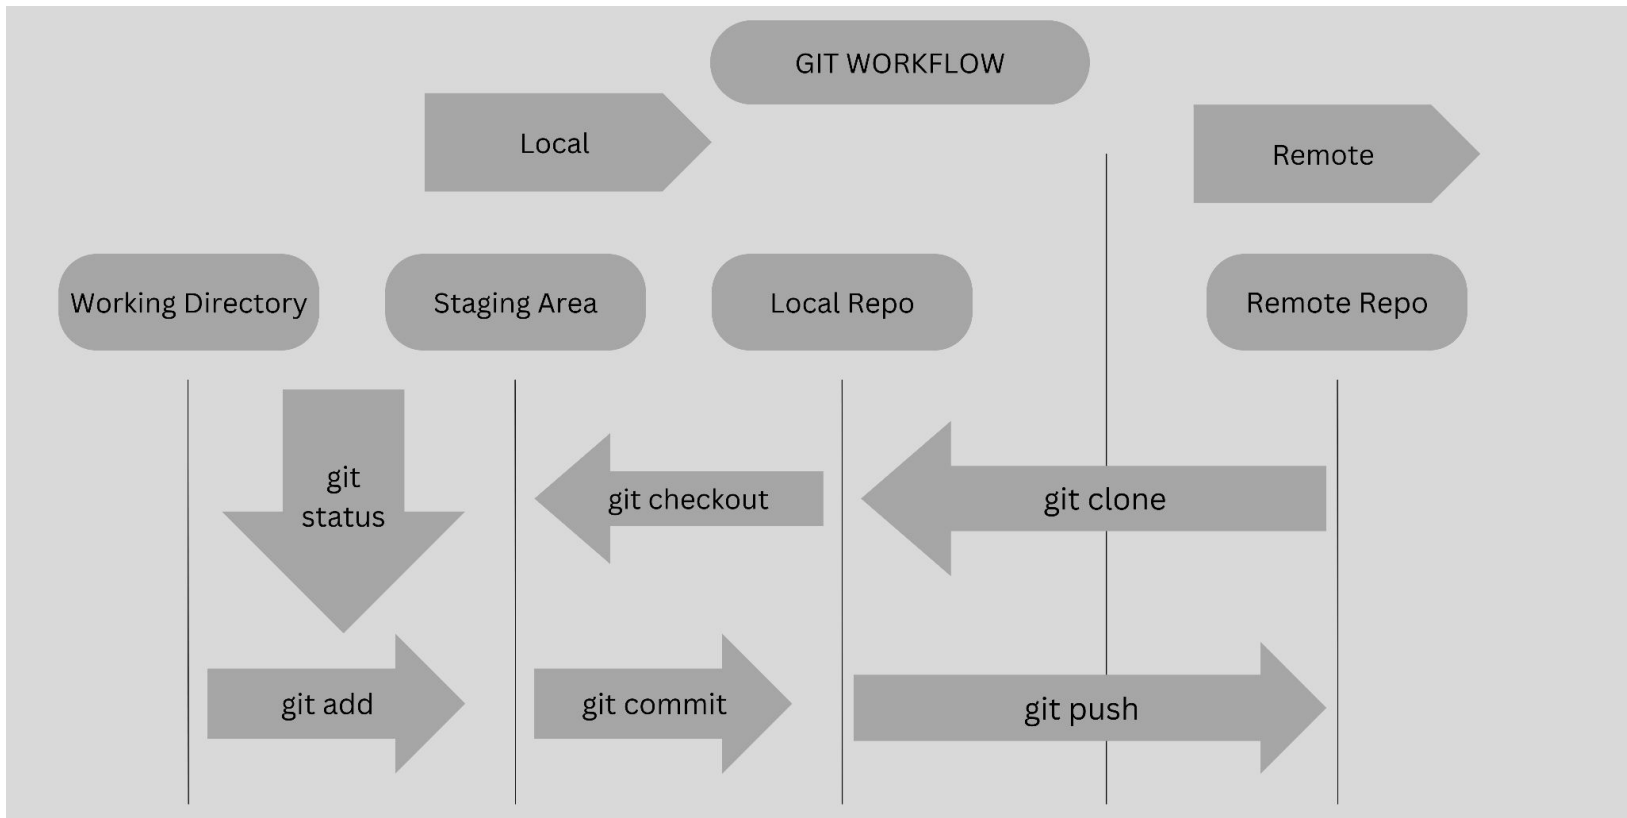 GIT WORKFLOW
Local
Remote
Working Directory
Staging Area
Local Repo
Remote Repo
git
status
git checkout
git clone
git add
git commit
git push